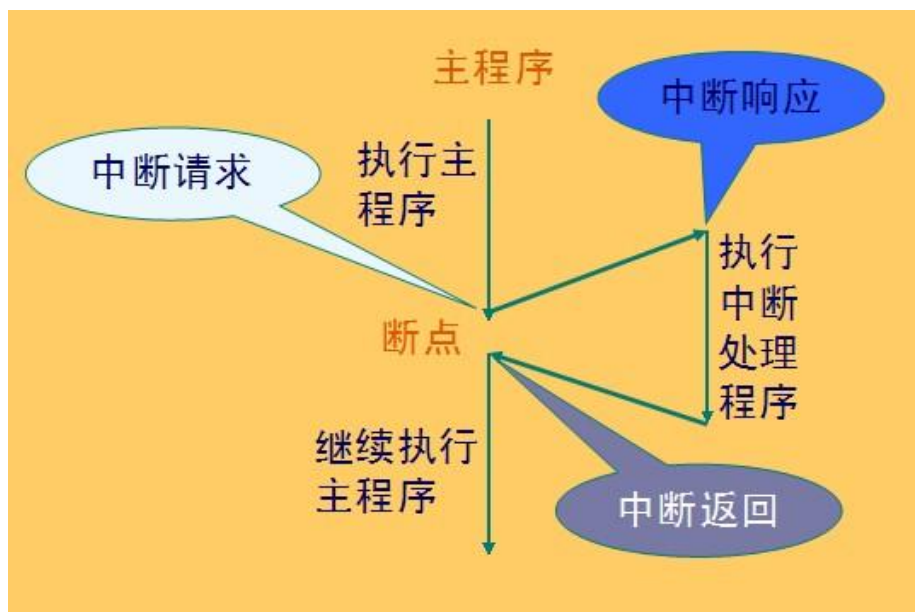 主程序
中断响应
中断请求
执行主
程序
执行
中断
处理
程序
断点
继续执行
主程序
中断返回